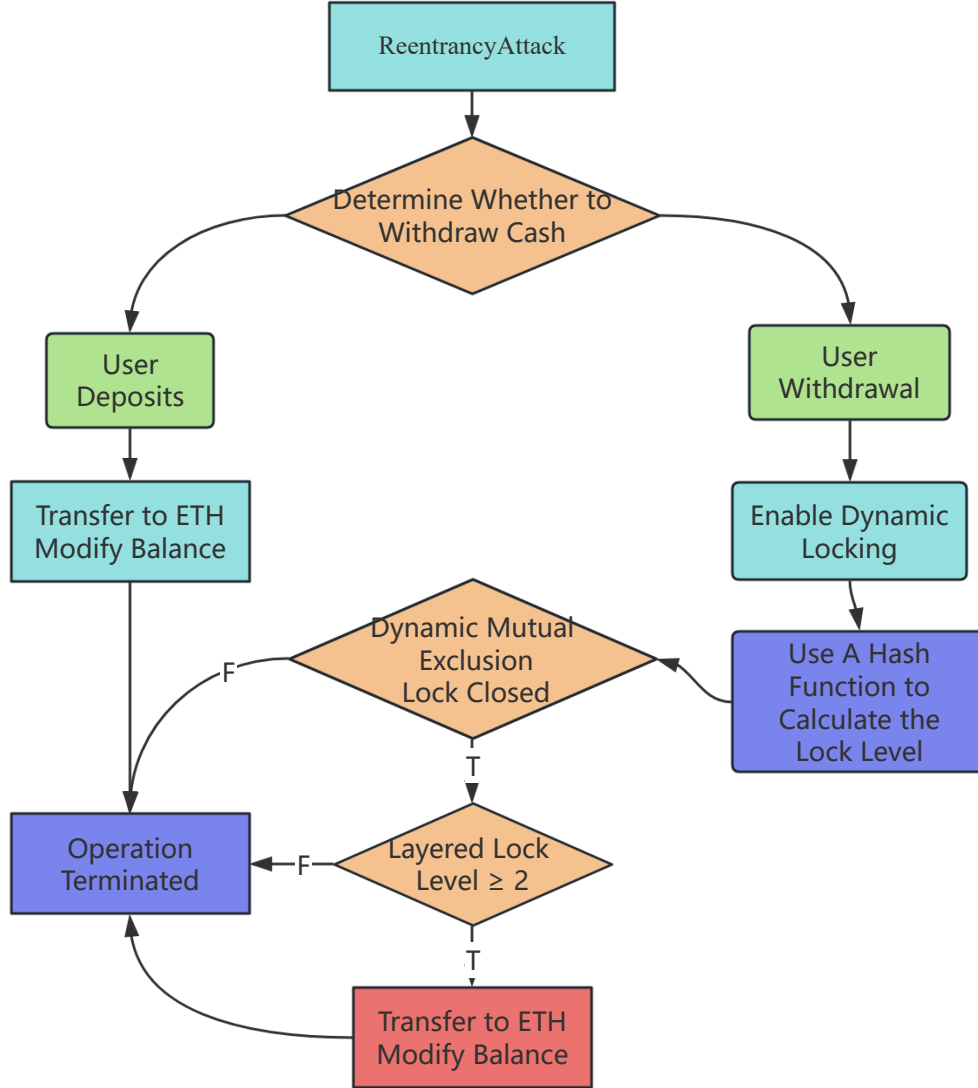 ReentrancyAttack
Determine Whether to
Withdraw Cash
User
Deposits
User
Withdrawal
Transfer to ETH
Modify Balance
Enable Dynamic
Locking
Dynamic Mutual
Exclusion
Lock Closed
Use A Hash
Function to
Calculate the
Lock Level
F
T
Operation
Terminated
F
Layered Lock
Level ≥ 2
T
Transfer to ETH
Modify Balance